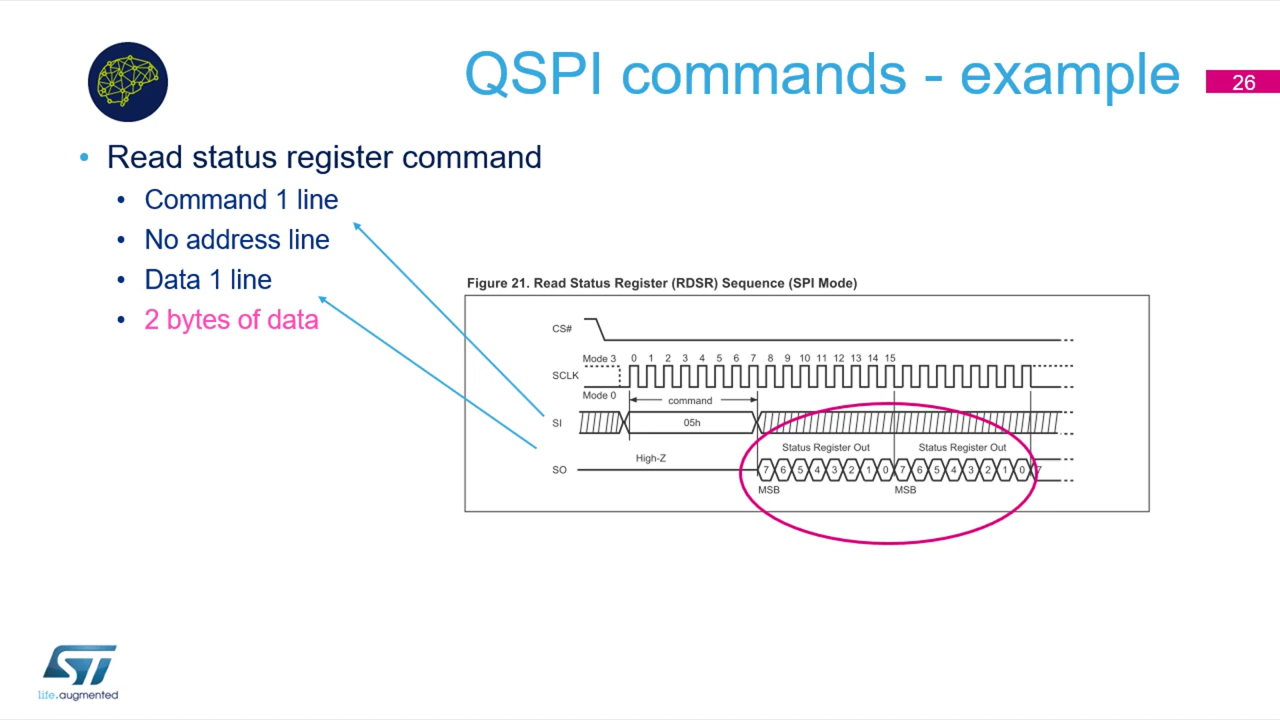 QSPI commands - example
26
• Read status register command
• Command 1 line
• No address line
• Data 1 line
• 2 bytes of data
Figure 21. Read Status Register (RDSR) Sequence (SPI Mode)
CS#
Mode 3 0 1 2 3 4 5 6 7 8 9 10 11 12 13 14 15
SCLK
Mode 0
command
SI 05h
Status Register Out Status Register Out
High-Z
SO 7 6 5 4 3 2 1 0 7 6 5 4 3 2 1 0 7
MSB MSB
ST
life.augmented